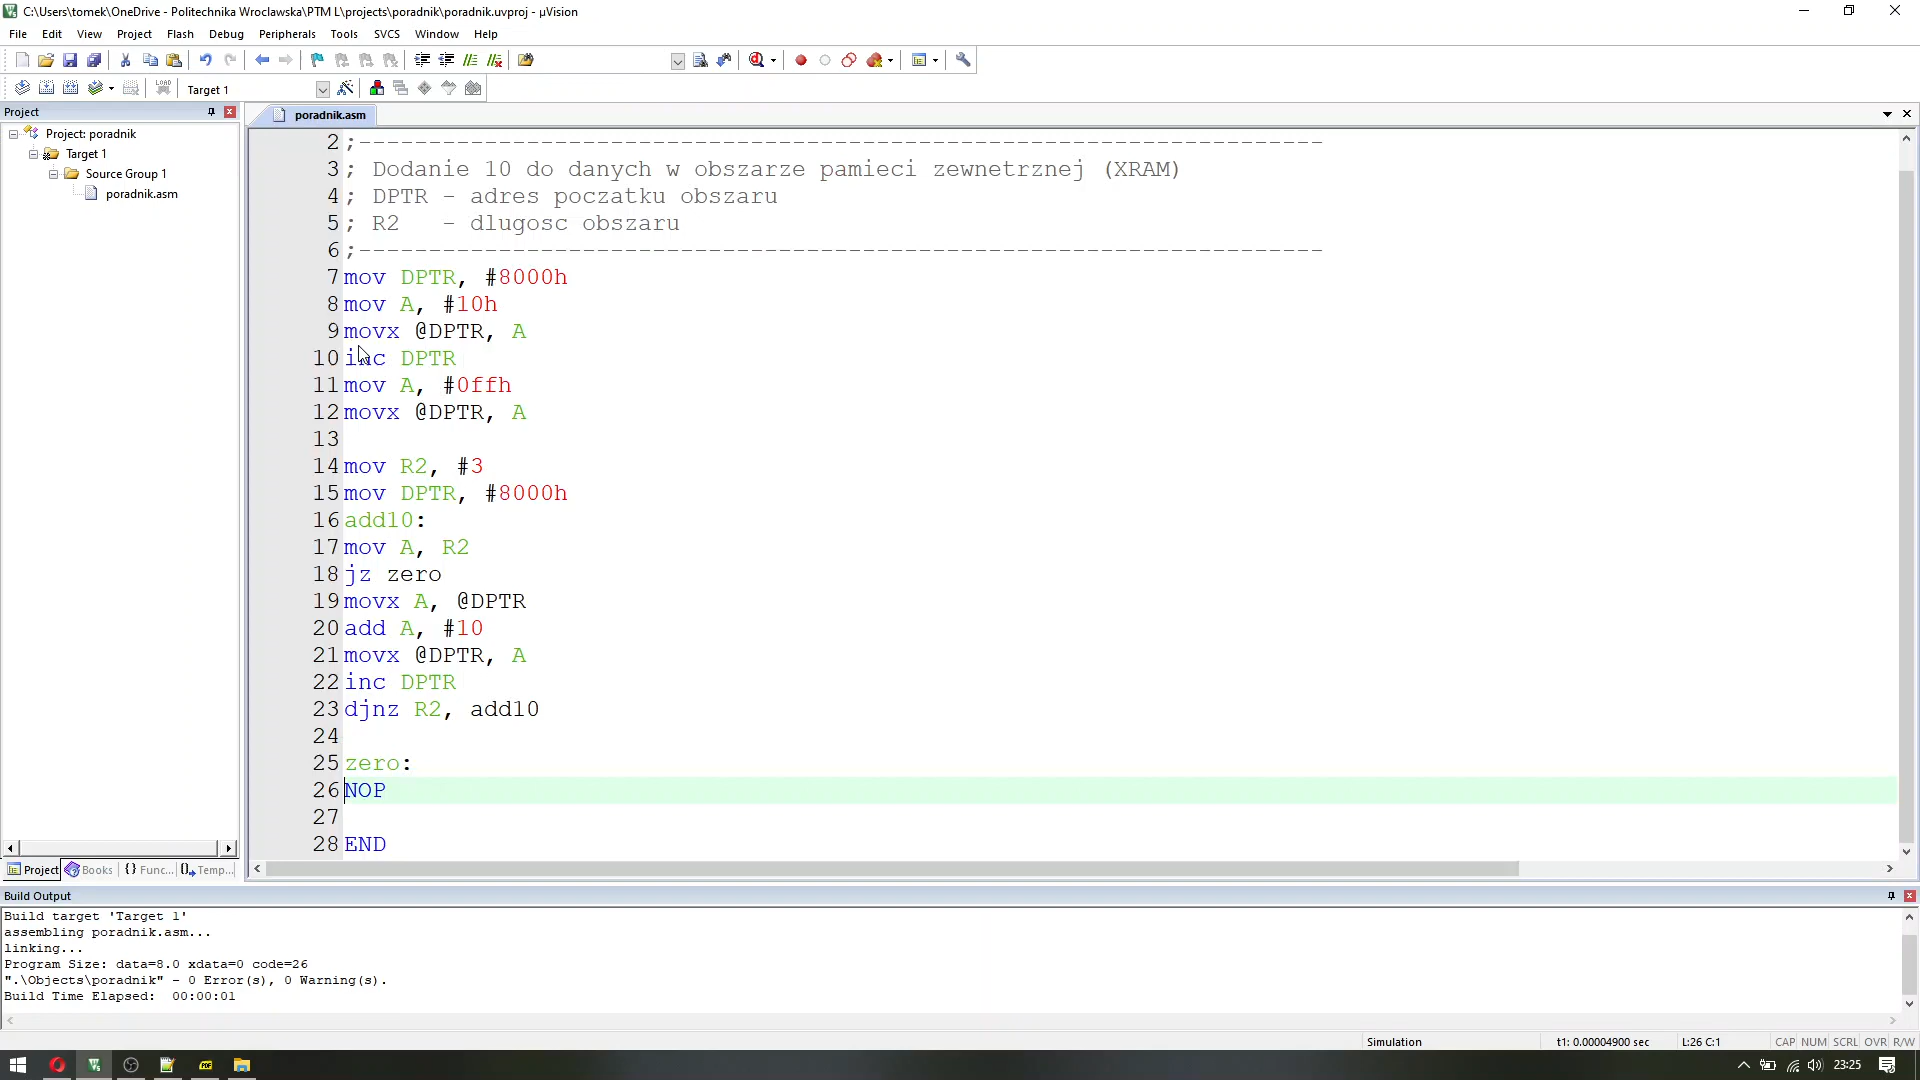 C:\Users\tomek\OneDrive - Politechnika Wroclawska\PTM L\projects\poradnik\poradnik.uvproj - µVision
File Edit View Project Flash Debug Peripherals Tools SVCS Window Help
LOAD Target 1
Project
Project: poradnik
Target 1
Source Group 1
poradnik.asm
poradnik.asm
2 ;---------------------------------------------------------------------
3 ; Dodanie 10 do danych w obszarze pamieci zewnetrznej (XRAM)
4 ; DPTR - adres poczatku obszaru
5 ; R2   - dlugosc obszaru
6 ;---------------------------------------------------------------------
7 mov DPTR, #8000h
8 mov A, #10h
9 movx @DPTR, A
10 inc DPTR
11 mov A, #0ffh
12 movx @DPTR, A
13
14 mov R2, #3
15 mov DPTR, #8000h
16 add10:
17 mov A, R2
18 jz zero
19 movx A, @DPTR
20 add A, #10
21 movx @DPTR, A
22 inc DPTR
23 djnz R2, add10
24
25 zero:
26 NOP
27
28 END
Project Books {} Func... Temp...
Build Output
Build target 'Target 1'
assembling poradnik.asm...
linking...
Program Size: data=8.0 xdata=0 code=26
".\Objects\poradnik" - 0 Error(s), 0 Warning(s).
Build Time Elapsed:  00:00:01
Simulation t1: 0.00004900 sec L:26 C:1 CAP NUM SCRL OVR R/W
23:25